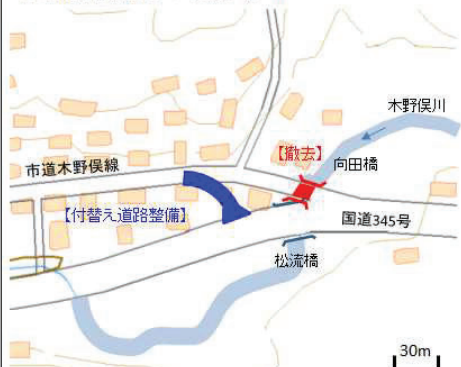 木野俣川
【撤去】
向田橋
市道木野俣線
【付替え道路整備】
国道345号
松流橋
30m